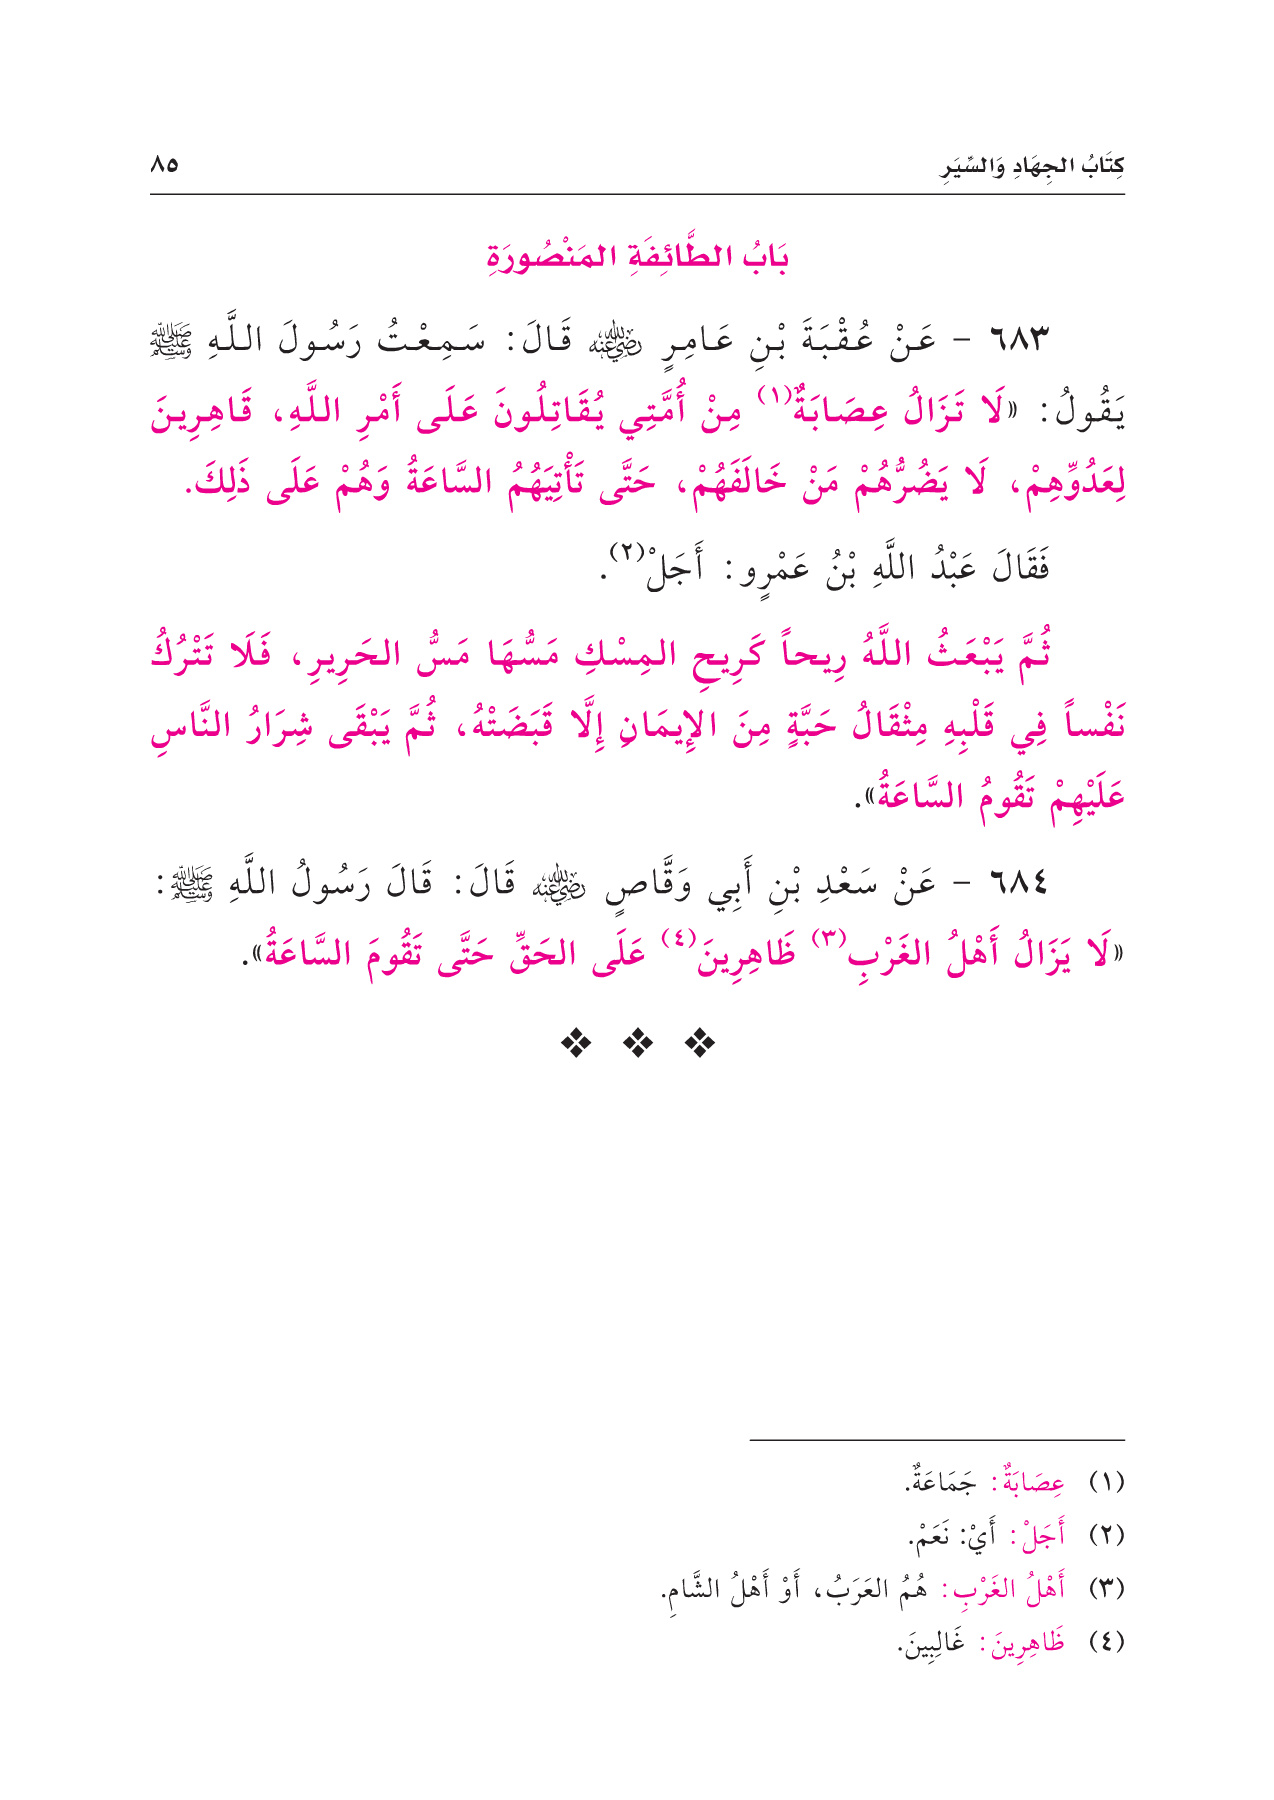 كِتَابُ الجِهَادِ وَالسِّيَرِ ٨٥
بَابُ الطَّائِفَةِ المَنْصُورَةِ
٦٨٣ - عَنْ عُقْبَةَ بْنِ عَامِرٍ رضي الله عنه قَالَ: سَمِعْتُ رَسُولَ اللَّهِ ﷺ
يَقُولُ: «لَا تَزَالُ عِصَابَةٌ(١) مِنْ أُمَّتِي يُقَاتِلُونَ عَلَى أَمْرِ اللَّهِ، قَاهِرِينَ
لِعَدُوِّهِمْ، لَا يَضُرُّهُمْ مَنْ خَالَفَهُمْ، حَتَّى تَأْتِيَهُمُ السَّاعَةُ وَهُمْ عَلَى ذَلِكَ.
فَقَالَ عَبْدُ اللَّهِ بْنُ عَمْرٍو: أَجَلْ(٢).
ثُمَّ يَبْعَثُ اللَّهُ رِيحاً كَرِيحِ المِسْكِ مَسُّهَا مَسُّ الحَرِيرِ، فَلَا تَتْرُكُ
نَفْساً فِي قَلْبِهِ مِثْقَالُ حَبَّةٍ مِنَ الإِيمَانِ إِلَّا قَبَضَتْهُ، ثُمَّ يَبْقَى شِرَارُ النَّاسِ
عَلَيْهِمْ تَقُومُ السَّاعَةُ».
٦٨٤ - عَنْ سَعْدِ بْنِ أَبِي وَقَّاصٍ رضي الله عنه قَالَ: قَالَ رَسُولُ اللَّهِ ﷺ:
«لَا يَزَالُ أَهْلُ الغَرْبِ(٣) ظَاهِرِينَ(٤) عَلَى الحَقِّ حَتَّى تَقُومَ السَّاعَةُ».
(١) عِصَابَةٌ: جَمَاعَةٌ.
(٢) أَجَلْ: أَيْ: نَعَمْ.
(٣) أَهْلُ الغَرْبِ: هُمُ العَرَبُ، أَوْ أَهْلُ الشَّامِ.
(٤) ظَاهِرِينَ: غَالِبِينَ.